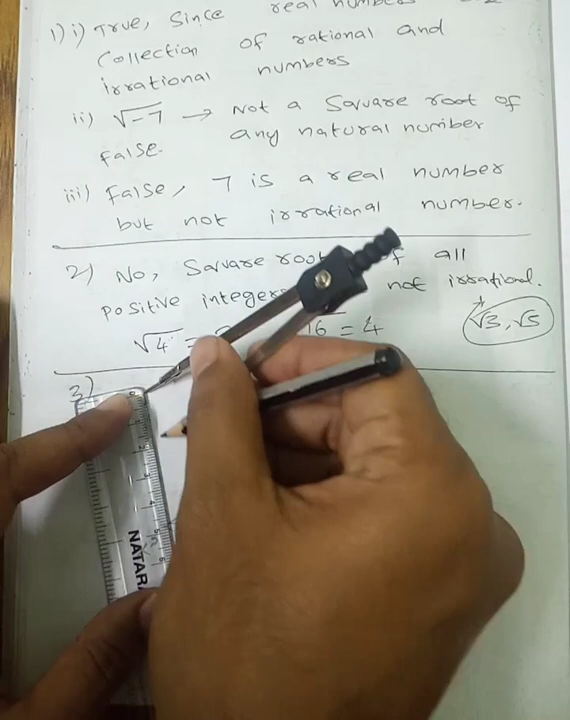 1) i) True, Since real numbers
Collection of rational and
irrational numbers
ii) √-7 → Not a Square root of
any natural number
False.
iii) False, 7 is a real number
but not irrational number.
2) No, Square root of all
positive integers not irrational.
√3, √5
√4 = 16 = 4
3)
NATAR